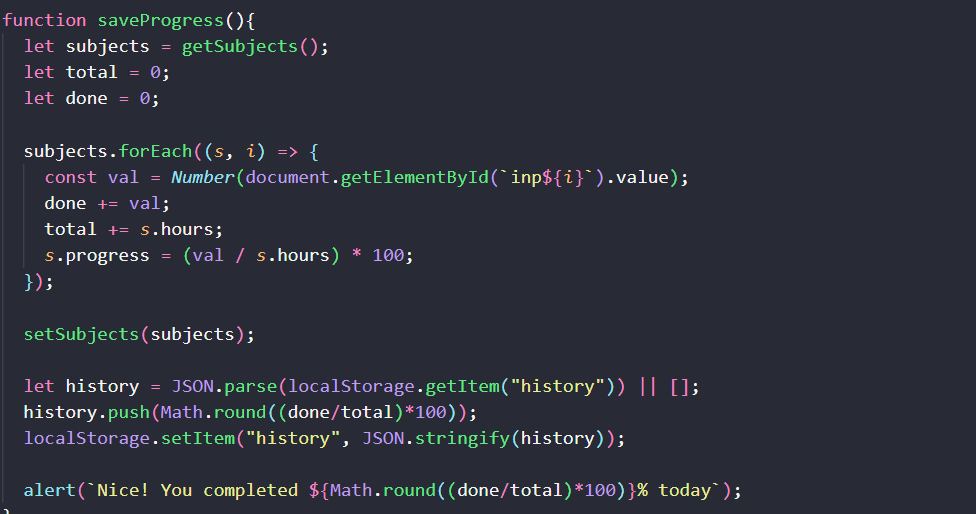 function saveProgress(){
let subjects = getSubjects();
let total = 0;
let done = 0;
subjects.forEach((s, i) => {
const val = Number(document.getElementById(`inp${i}`).value);
done += val;
total += s.hours;
s.progress = (val / s.hours) * 100;
});
setSubjects(subjects);
let history = JSON.parse(localStorage.getItem("history")) || [];
history.push(Math.round((done/total)*100));
localStorage.setItem("history", JSON.stringify(history));
alert(`Nice! You completed ${Math.round((done/total)*100)}% today`);